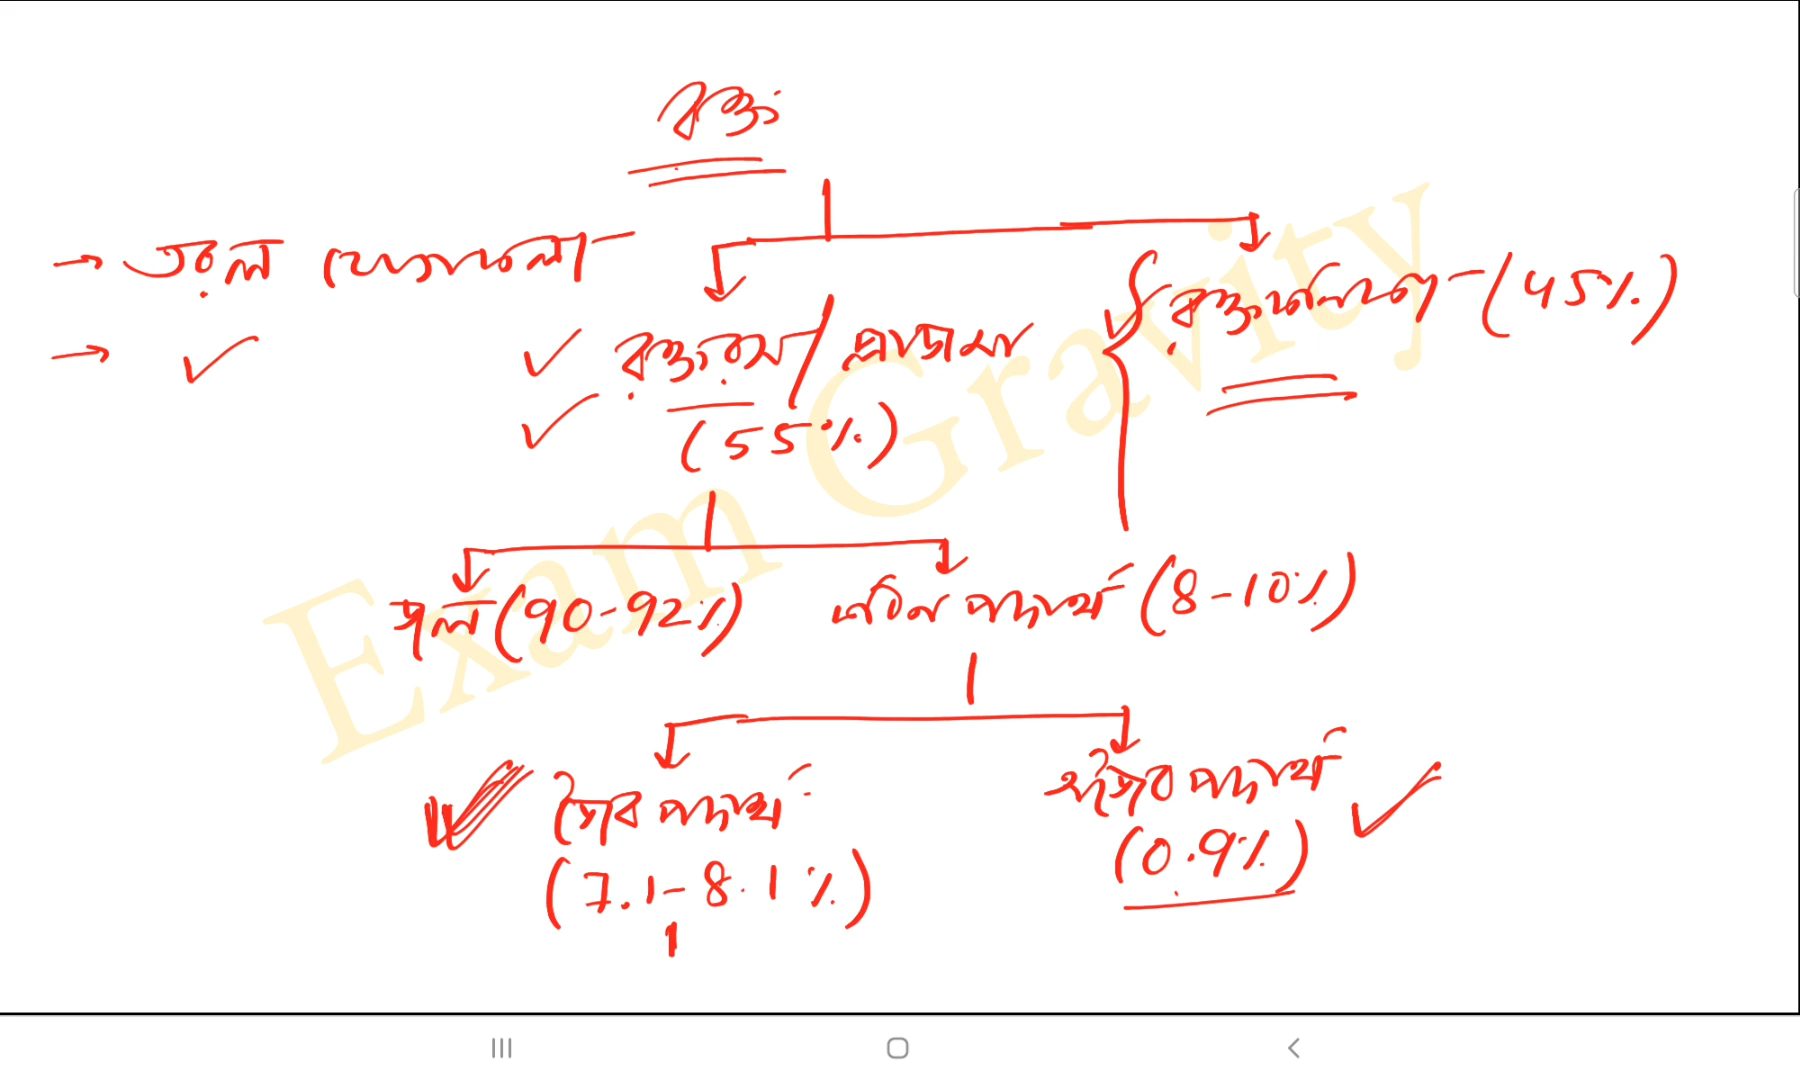 রক্ত
→ তরল যোজক কলা
রক্তকণিকা - (45%)
→
রক্তরস / প্লাজমা
(55%)
জল (90-92%)
কঠিন পদার্থ (8-10%)
জৈব পদার্থ
অজৈব পদার্থ
(7.1-8.1%)
(0.9%)
Exam Gravity